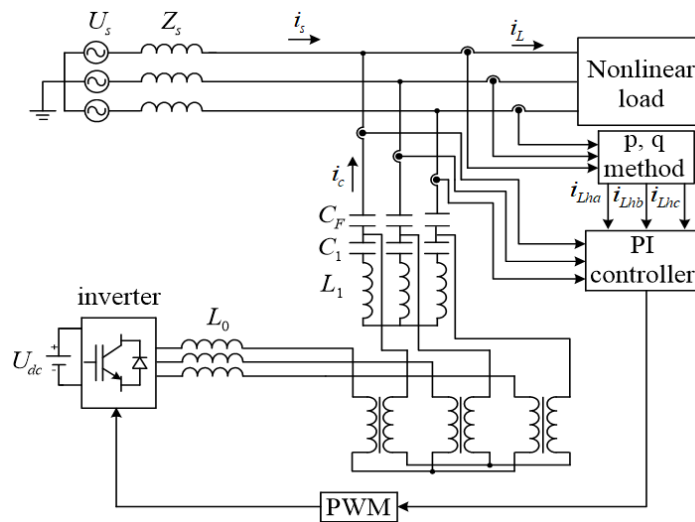 U_s Z_s i_s i_L
Nonlinear
load
p, q
method
i_c
i_Lha i_Lhb i_Lhc
C_F
C_1
PI
controller
L_1
inverter
L_0
U_dc
+
-
PWM